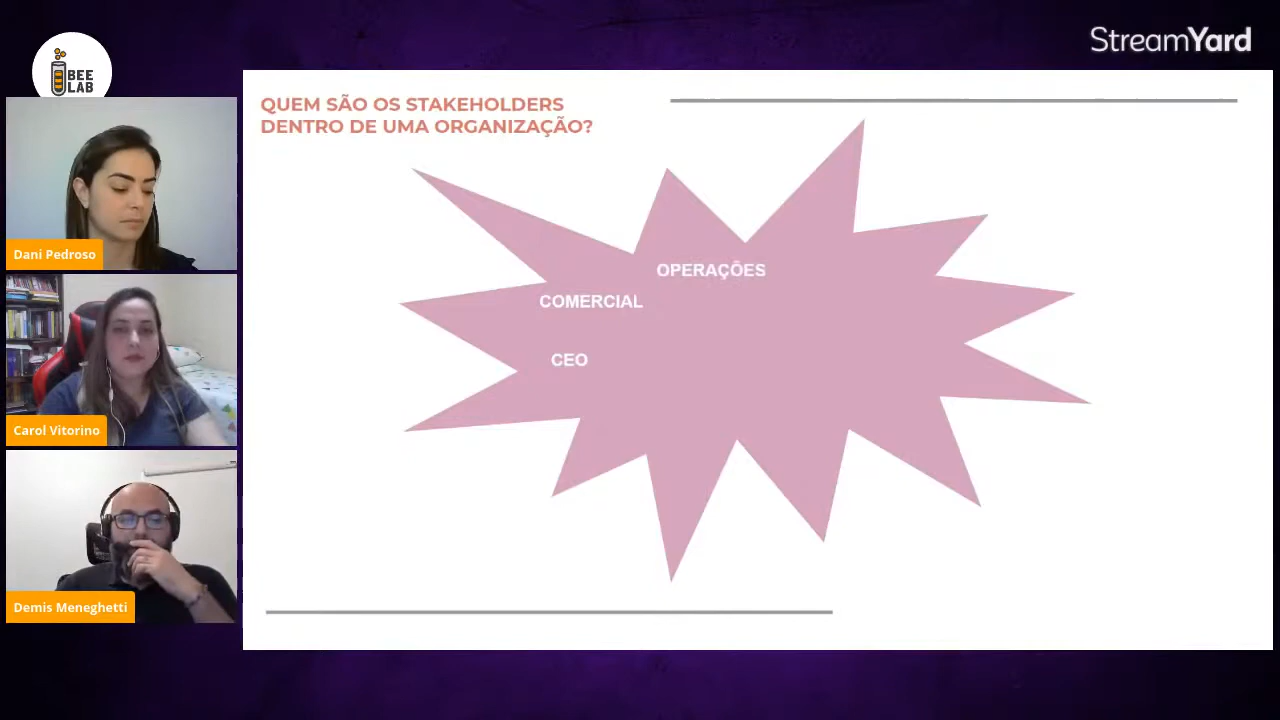 StreamYard
BEE
LAB
QUEM SÃO OS STAKEHOLDERS
DENTRO DE UMA ORGANIZAÇÃO?
OPERAÇÕES
COMERCIAL
CEO
Dani Pedroso
Carol Vitorino
Demis Meneghetti